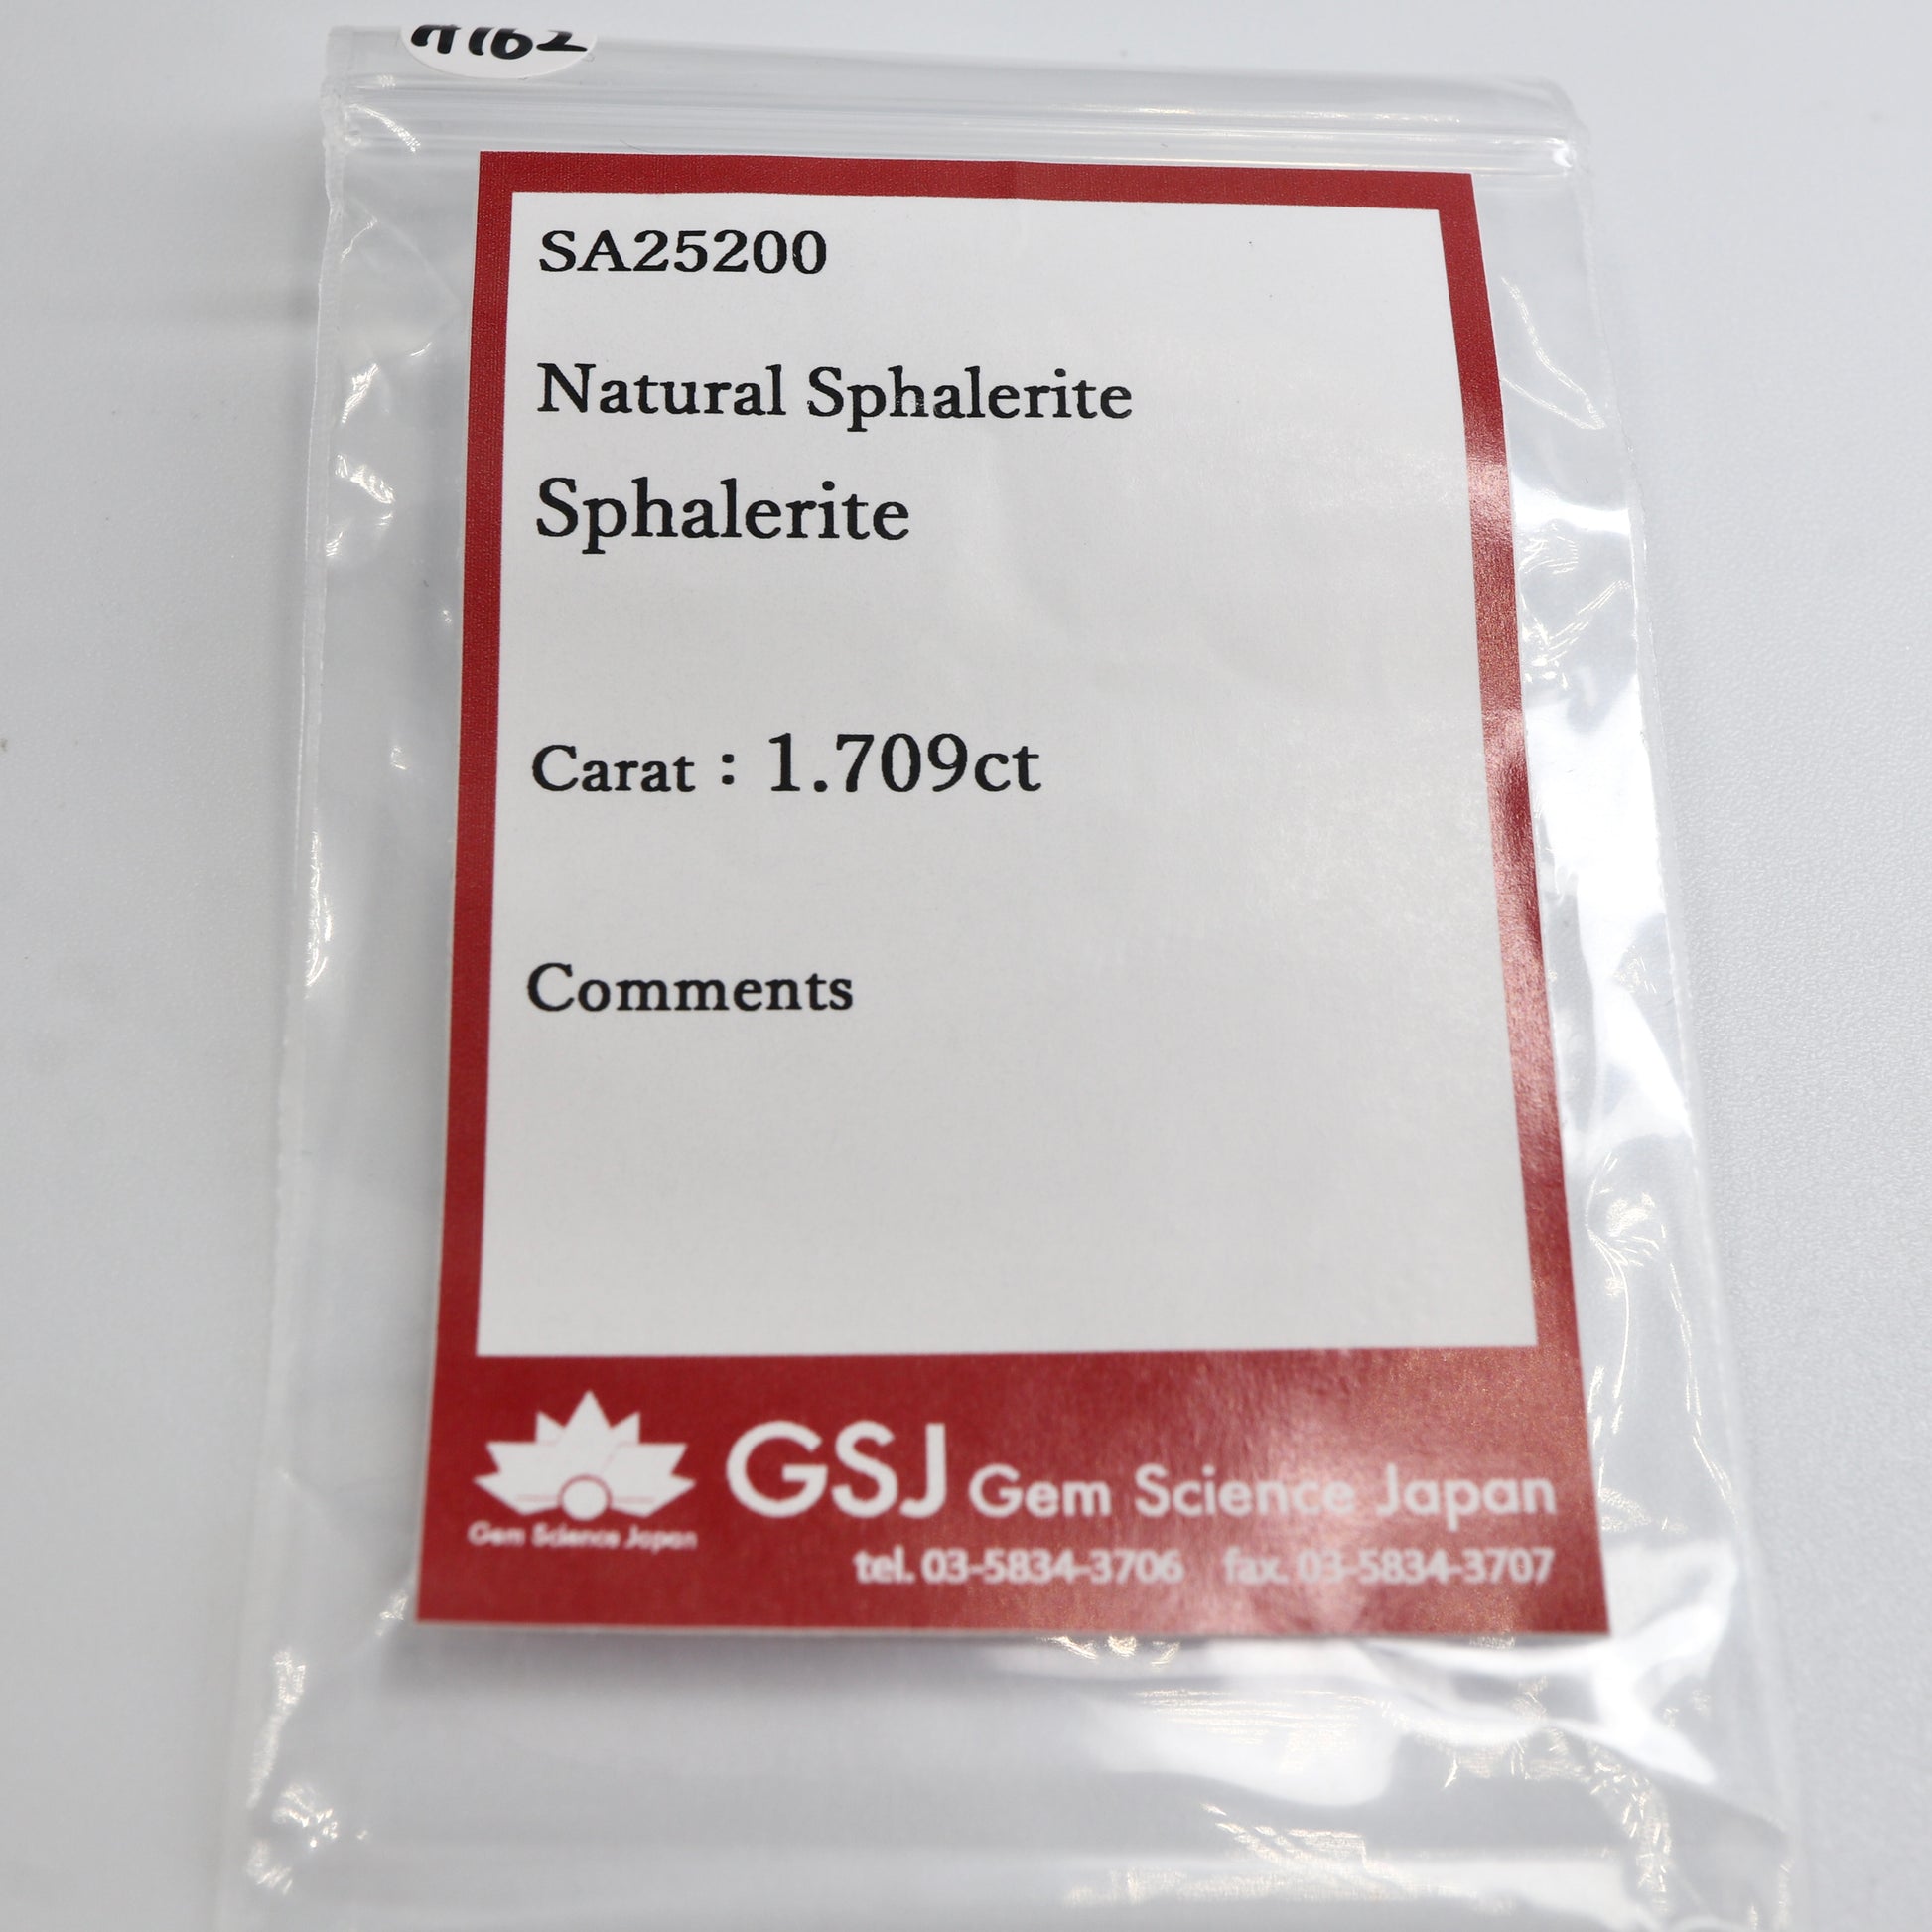 SA25200
Natural Sphalerite
Sphalerite
Carat : 1.709ct
Comments
GSJ Gem Science Japan
Gem Science Japan
tel. 03-5834-3706 fax. 03-5834-3707